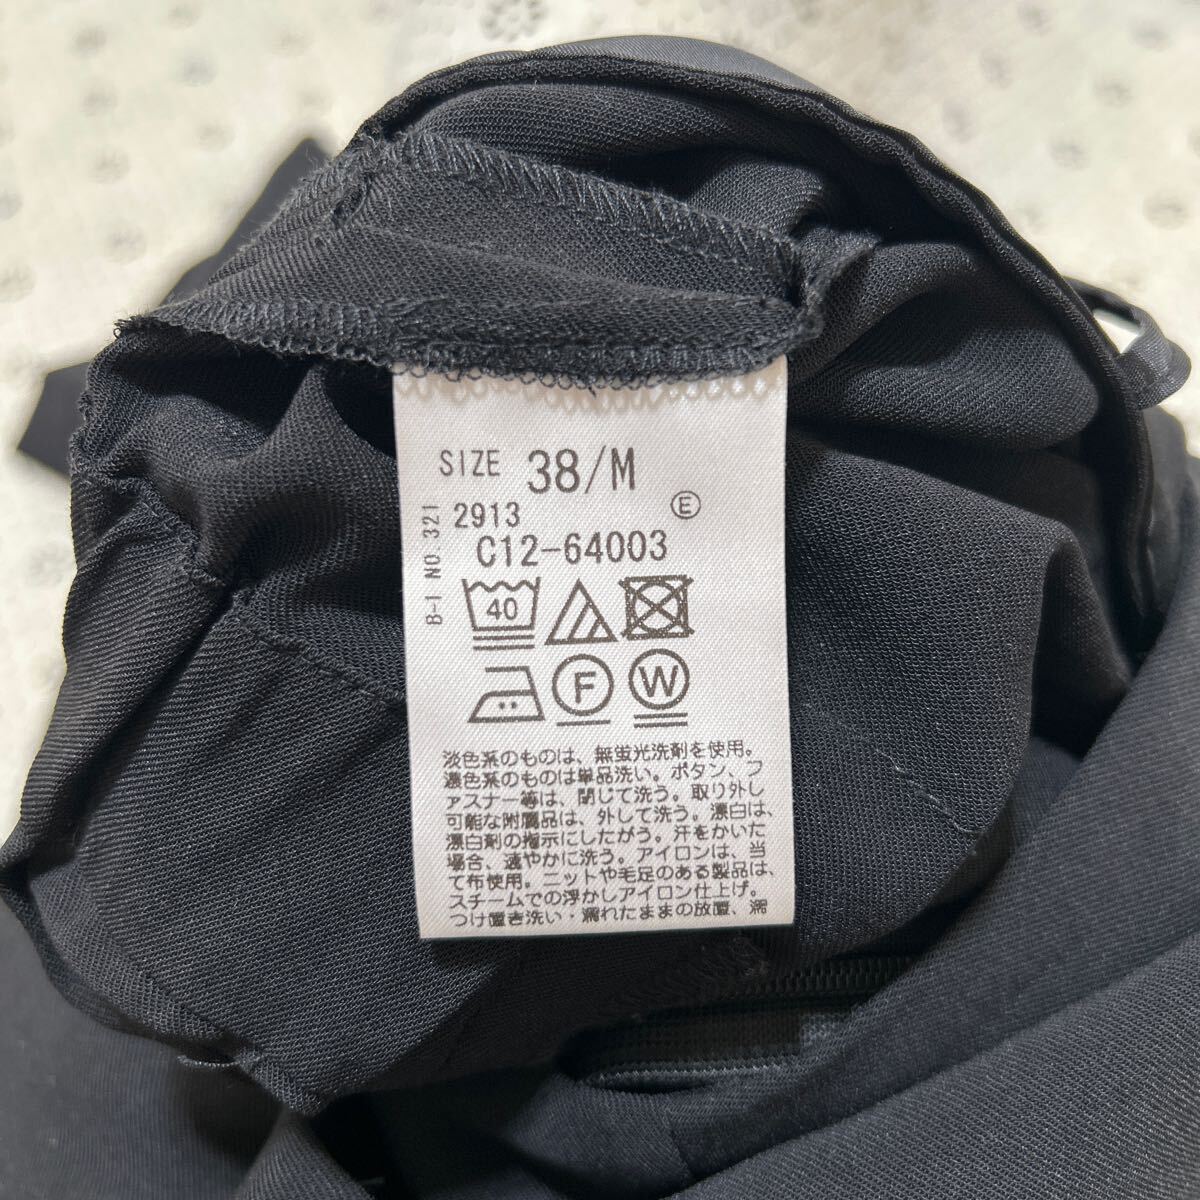 SIZE 38/M
B-I NO.321
2913 E
C12-64003
40
F W
淡色系のものは、無蛍光洗剤を使用。
濃色系のものは単品洗い。ボタン、フ
ァスナー等は、閉じて洗う。取り外し
可能な附属品は、外して洗う。漂白は、
漂白剤の指示にしたがう。汗をかいた
場合、速やかに洗う。アイロンは、当
て布使用。ニットや毛足のある製品は、
スチームでの浮かしアイロン仕上げ。
つけ置き洗い・濡れたままの放置、濡